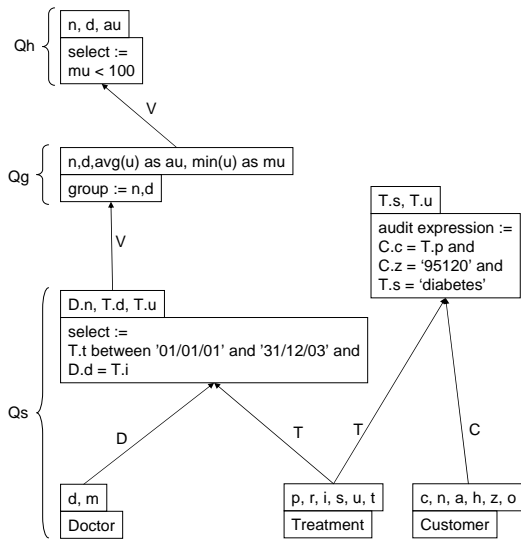 Qh
n, d, au
select :=
mu < 100
V
Qg
n,d,avg(u) as au, min(u) as mu
group := n,d
V
T.s, T.u
audit expression :=
C.c = T.p and
C.z = '95120' and
T.s = 'diabetes'
Qs
D.n, T.d, T.u
select :=
T.t between '01/01/01' and '31/12/03' and
D.d = T.i
D
T
T
C
d, m
Doctor
p, r, i, s, u, t
Treatment
c, n, a, h, z, o
Customer